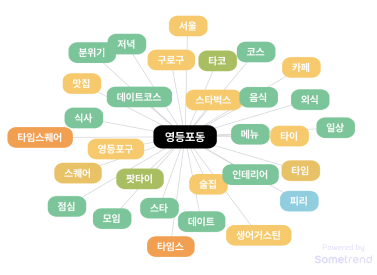 서울
저녁
분위기
구로구
타코
코스
카페
맛집
데이트코스
스타벅스
음식
외식
식사
타임스퀘어
영등포동
메뉴
타이
일상
영등포구
스퀘어
팟타이
술집
인테리어
타임
점심
모임
스타
데이트
피리
생어거스틴
타임스
Powered by
Sometrend